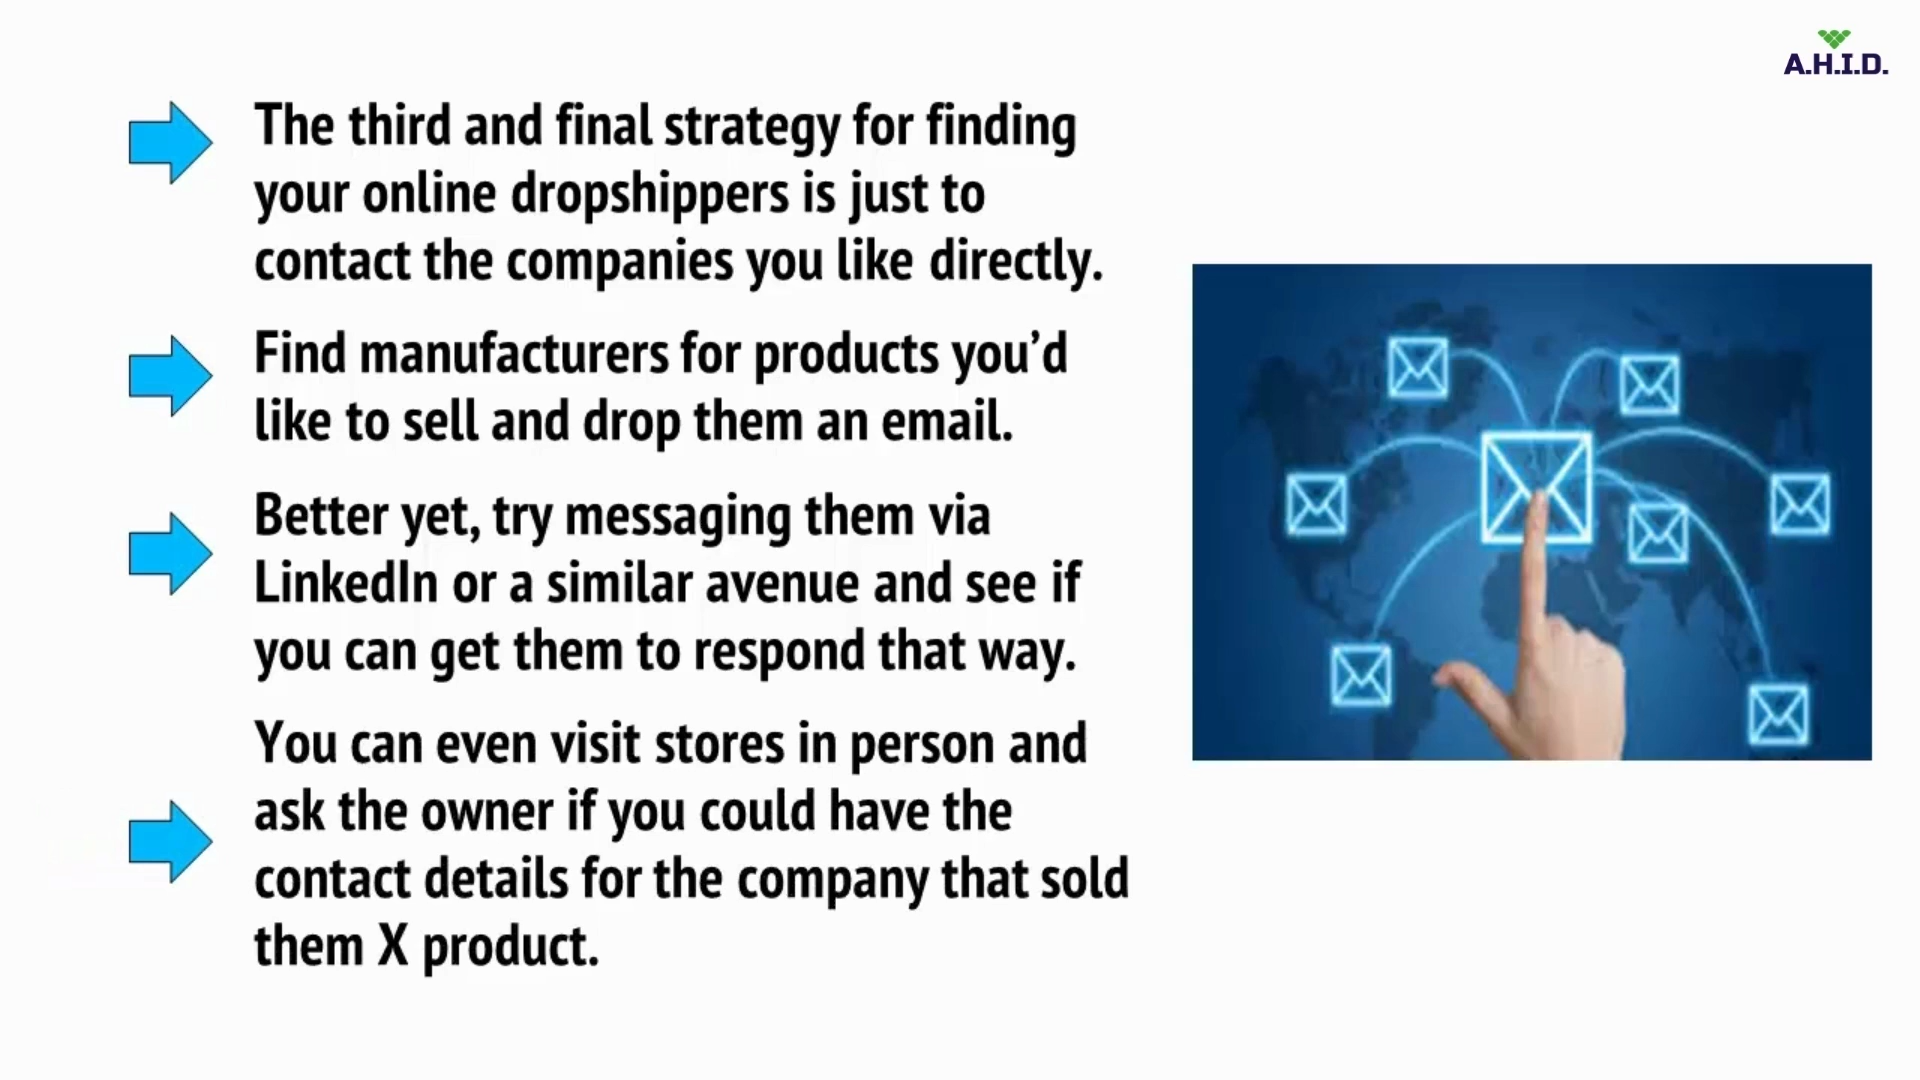 A.H.I.D.
The third and final strategy for finding
your online dropshippers is just to
contact the companies you like directly.
Find manufacturers for products you’d
like to sell and drop them an email.
Better yet, try messaging them via
LinkedIn or a similar avenue and see if
you can get them to respond that way.
You can even visit stores in person and
ask the owner if you could have the
contact details for the company that sold
them X product.